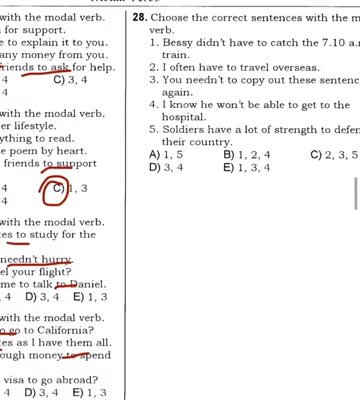 with the modal verb.
for support.
e to explain it to you.
any money from you.
friends to ask for help.
4 C) 3, 4
4
with the modal verb.
er lifestyle.
ything to read.
e poem by heart.
friends to support
4 C) 1, 3
4
with the modal verb.
es to study for the
needn't hurry.
el your flight?
me to talk to Daniel.
, 4 D) 3, 4 E) 1, 3
with the modal verb.
o go to California?
es as I have them all.
ough money to spend
visa to go abroad?
4 D) 3, 4 E) 1, 3
28. Choose the correct sentences with the m
verb.
1. Bessy didn't have to catch the 7.10 a.
train.
2. I often have to travel overseas.
3. You needn't to copy out these sentenc
again.
4. I know he won't be able to get to the
hospital.
5. Soldiers have a lot of strength to defen
their country.
A) 1, 5 B) 1, 2, 4 C) 2, 3, 5
D) 3, 4 E) 1, 3, 4